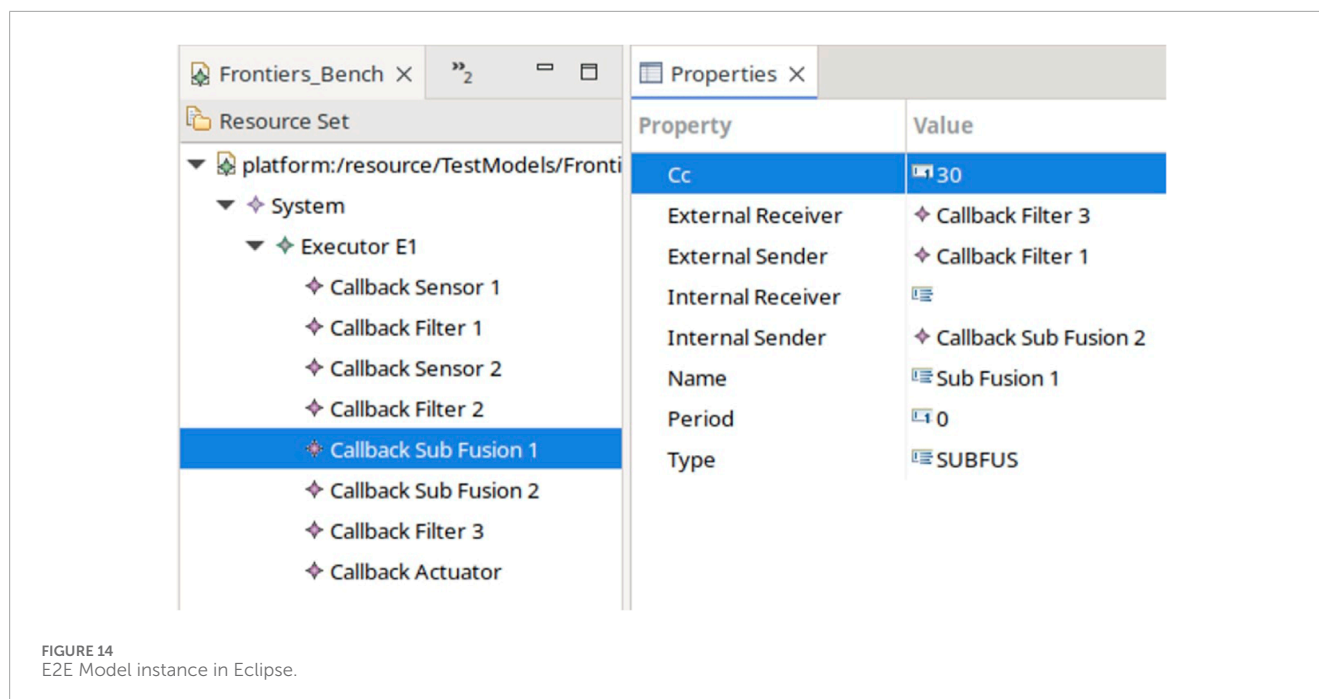 Frontiers_Bench
»2
Properties
Resource Set
Property Value
platform:/resource/TestModels/Fronti
System
Executor E1
Callback Sensor 1
Callback Filter 1
Callback Sensor 2
Callback Filter 2
Callback Sub Fusion 1
Callback Sub Fusion 2
Callback Filter 3
Callback Actuator
Cc 30
External Receiver Callback Filter 3
External Sender Callback Filter 1
Internal Receiver
Internal Sender Callback Sub Fusion 2
Name Sub Fusion 1
Period 0
Type SUBFUS
FIGURE 14
E2E Model instance in Eclipse.